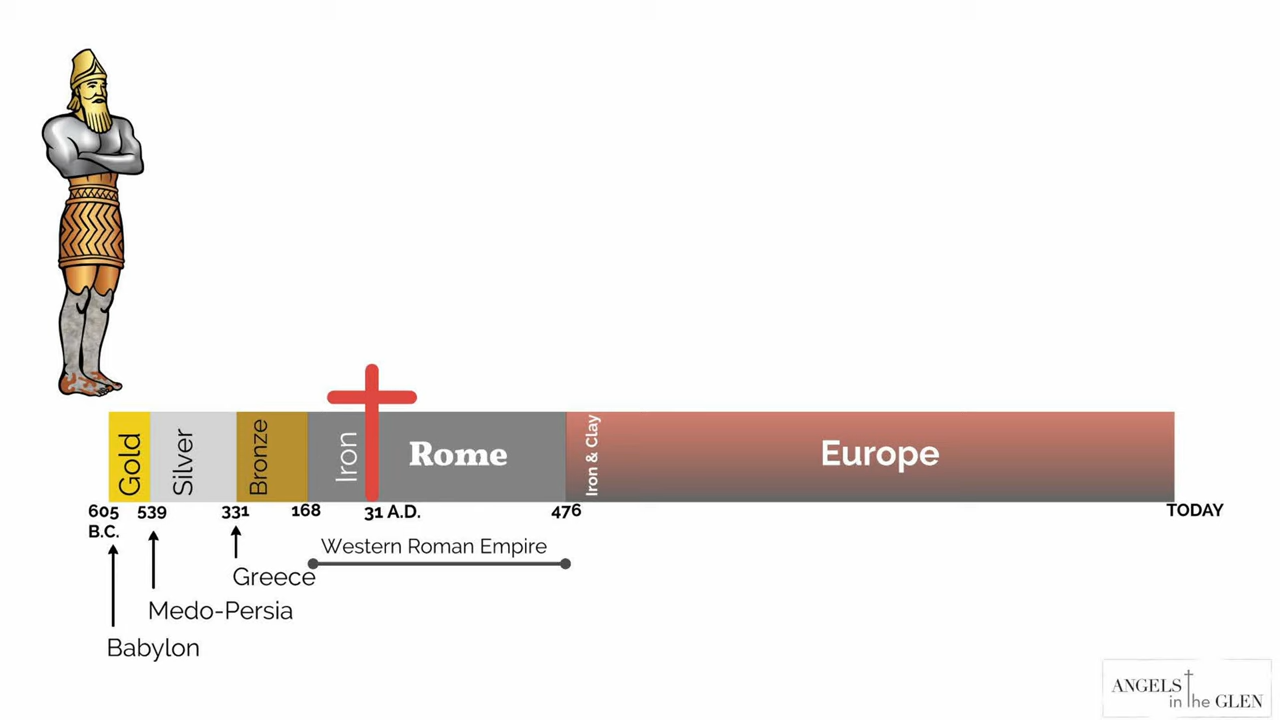 Gold
Silver
Bronze
Iron
Rome
Iron & Clay
Europe
605
B.C.
539
331
168
31 A.D.
476
TODAY
Western Roman Empire
Greece
Medo-Persia
Babylon
ANGELS
in the GLEN